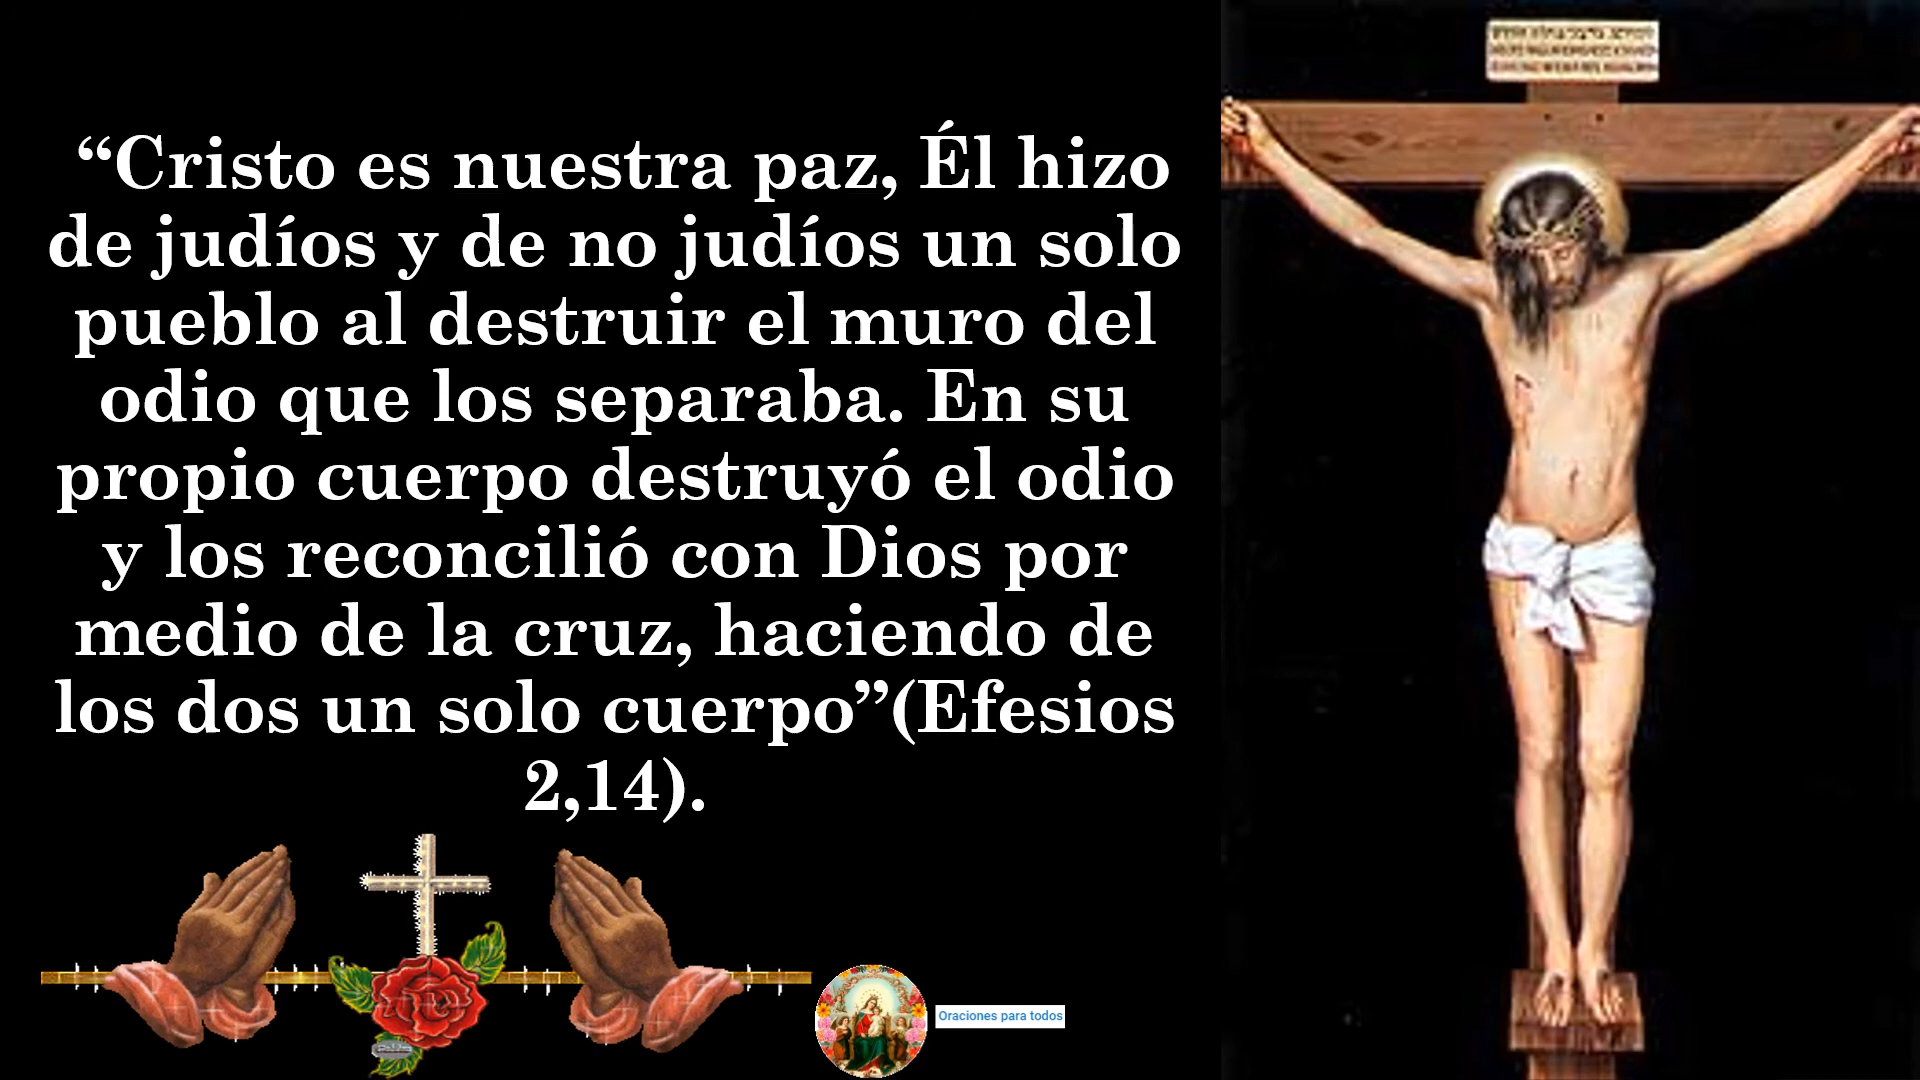 “Cristo es nuestra paz, Él hizo
de judíos y de no judíos un solo
pueblo al destruir el muro del
odio que los separaba. En su
propio cuerpo destruyó el odio
y los reconcilió con Dios por
medio de la cruz, haciendo de
los dos un solo cuerpo”(Efesios
2,14).
Oraciones para todos